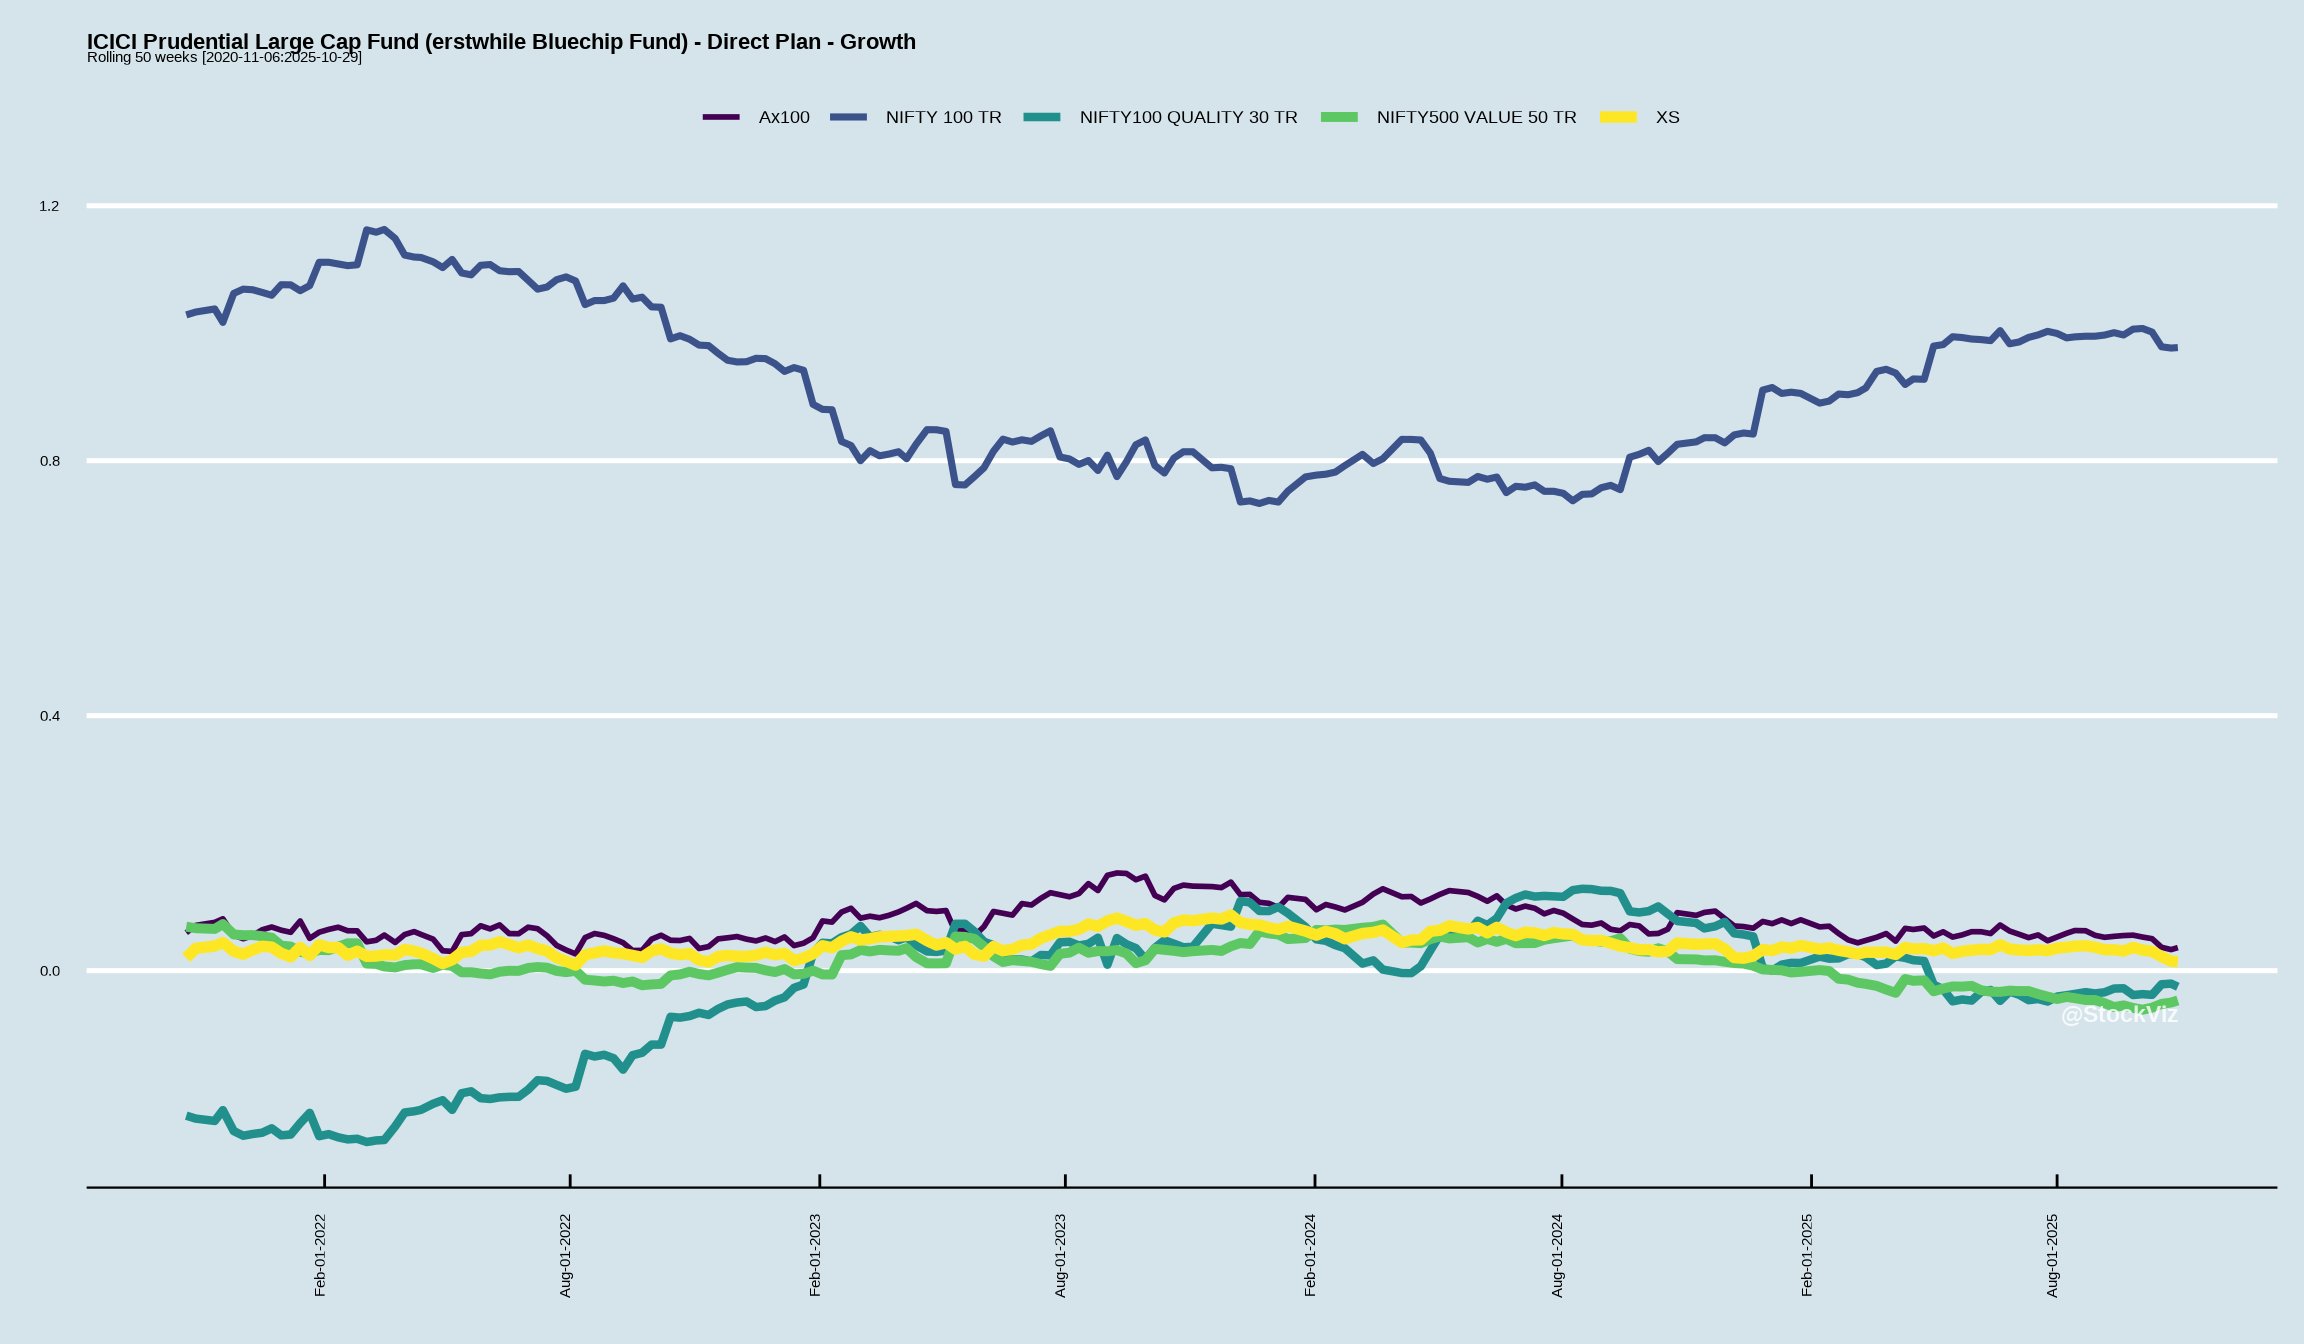 ICICI Prudential Large Cap Fund (erstwhile Bluechip Fund) - Direct Plan - Growth
Rolling 50 weeks [2020-11-06:2025-10-29]
Ax100 NIFTY 100 TR NIFTY100 QUALITY 30 TR NIFTY500 VALUE 50 TR XS
1.2
0.8
0.4
0.0
@StockViz
Feb-01-2022 Aug-01-2022 Feb-01-2023 Aug-01-2023 Feb-01-2024 Aug-01-2024 Feb-01-2025 Aug-01-2025